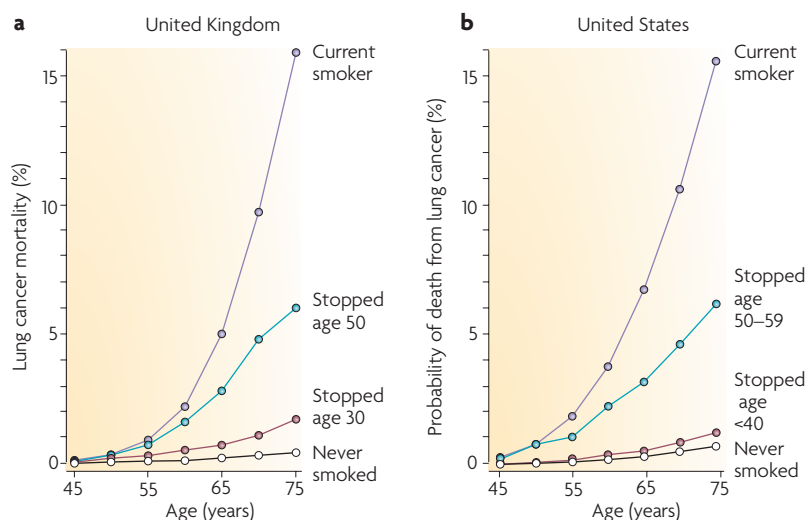 a
United Kingdom
Lung cancer mortality (%)
15
10
5
0
45
55
65
75
Age (years)
Current
smoker
Stopped
age 50
Stopped
age 30
Never
smoked
b
United States
Probability of death from lung cancer (%)
15
10
5
0
45
55
65
75
Age (years)
Current
smoker
Stopped
age
50–59
Stopped
age
<40
Never
smoked